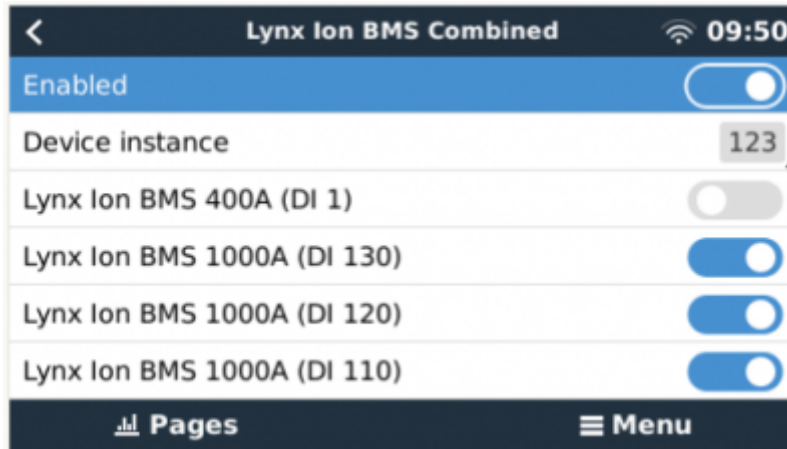 Lynx Ion BMS Combined 09:50
Enabled
Device instance 123
Lynx Ion BMS 400A (DI 1)
Lynx Ion BMS 1000A (DI 130)
Lynx Ion BMS 1000A (DI 120)
Lynx Ion BMS 1000A (DI 110)
Pages Menu